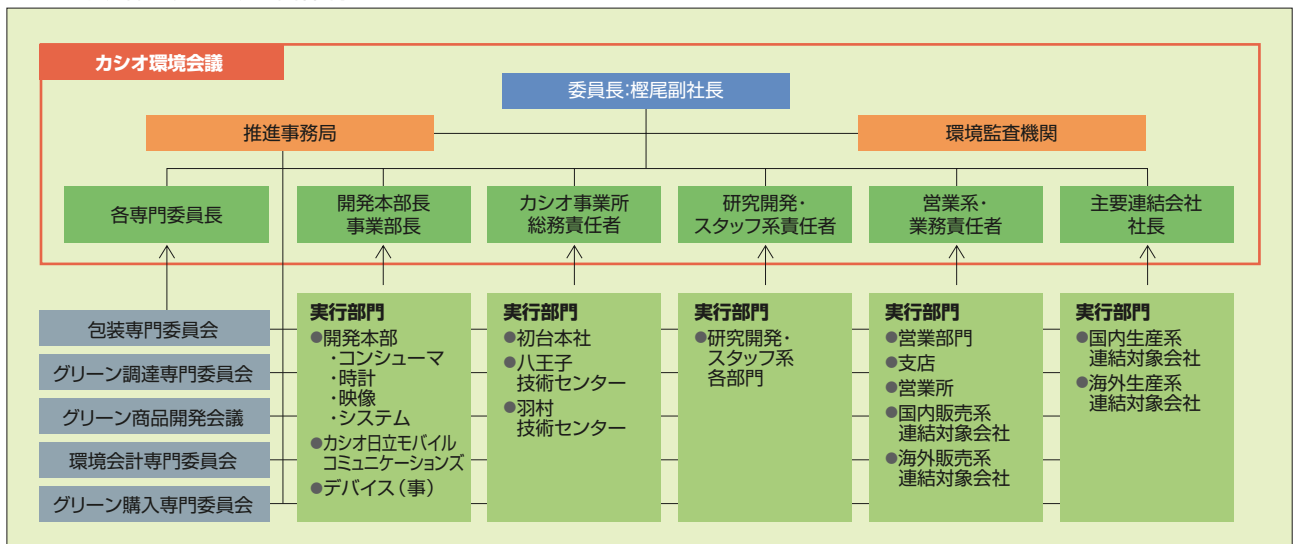 カシオ環境会議
委員長:樫尾副社長
推進事務局
環境監査機関
各専門委員長
開発本部長
事業部長
カシオ事業所
総務責任者
研究開発・
スタッフ系責任者
営業系・
業務責任者
主要連結会社
社長
包装専門委員会
グリーン調達専門委員会
グリーン商品開発会議
環境会計専門委員会
グリーン購入専門委員会
実行部門
●開発本部
・コンシューマ
・時計
・映像
・システム
●カシオ日立モバイル
コミュニケーションズ
●デバイス(事)
実行部門
●初台本社
●八王子
技術センター
●羽村
技術センター
実行部門
●研究開発・
スタッフ系
各部門
実行部門
●営業部門
●支店
●営業所
●国内販売系
連結対象会社
●海外販売系
連結対象会社
実行部門
●国内生産系
連結対象会社
●海外生産系
連結対象会社